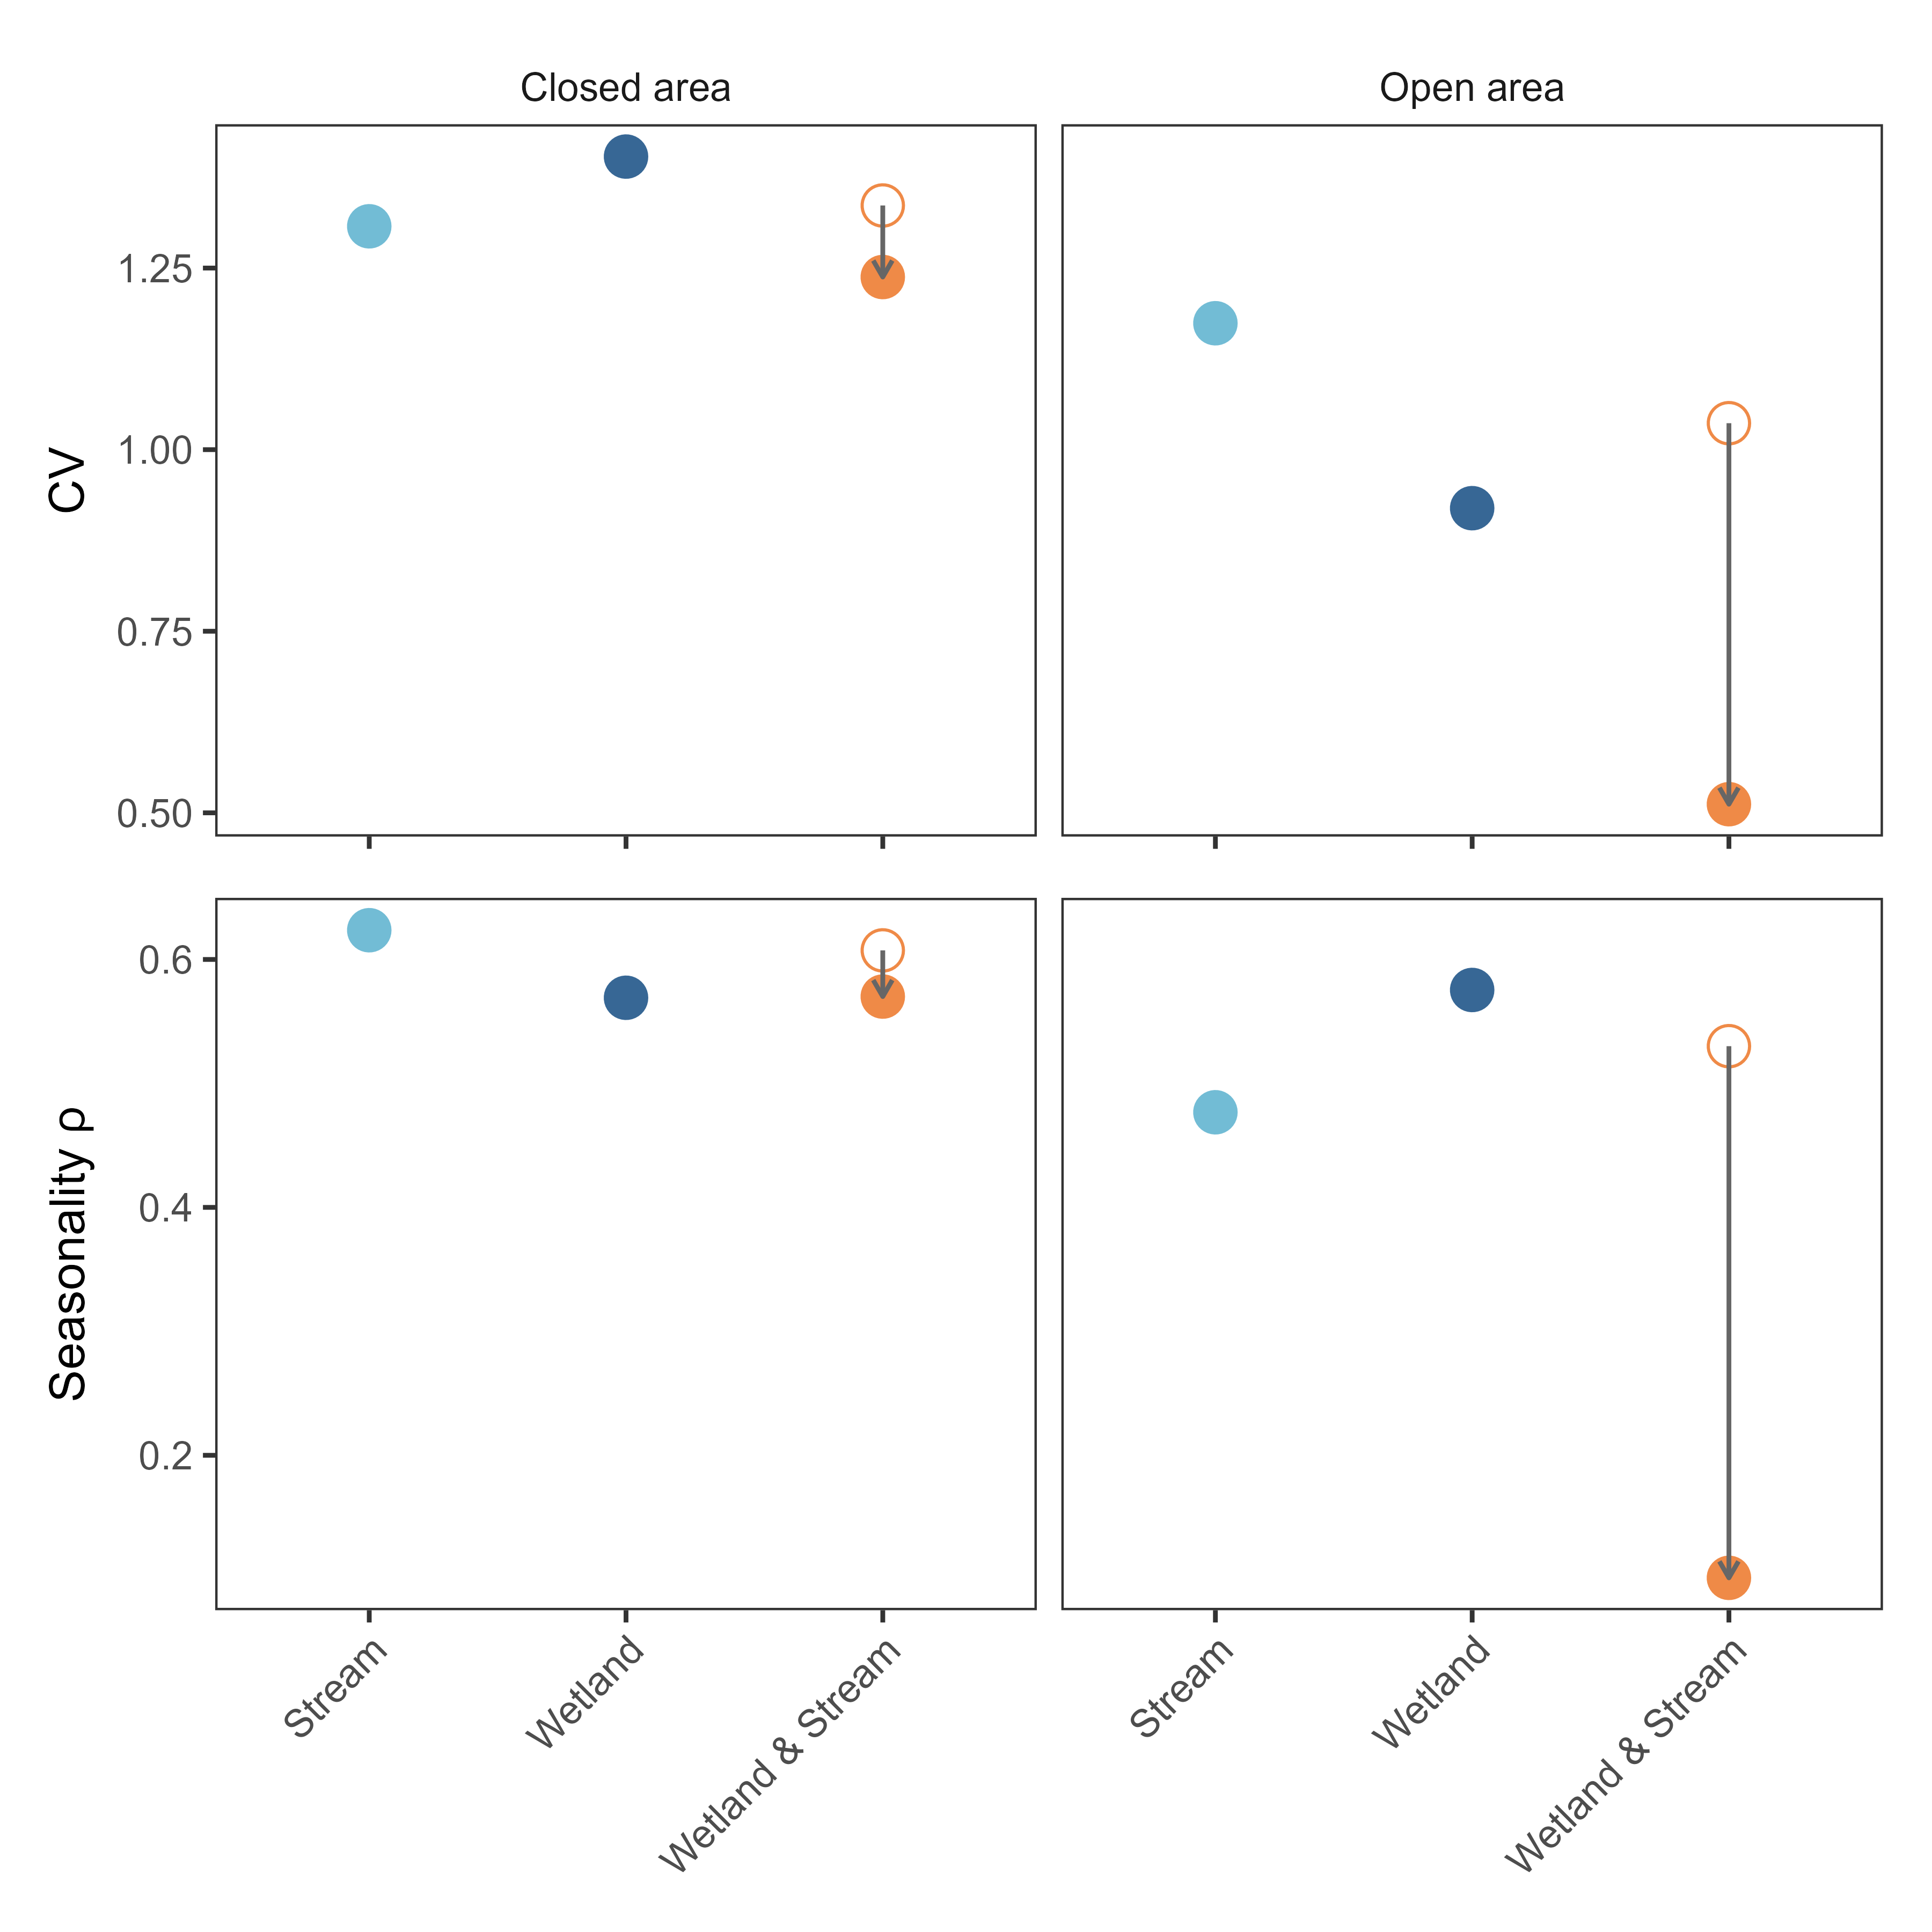 Closed area
Open area
CV
1.25
1.00
0.75
0.50
Seasonality ρ
0.6
0.4
0.2
Stream
Wetland
Wetland & Stream
Stream
Wetland
Wetland & Stream